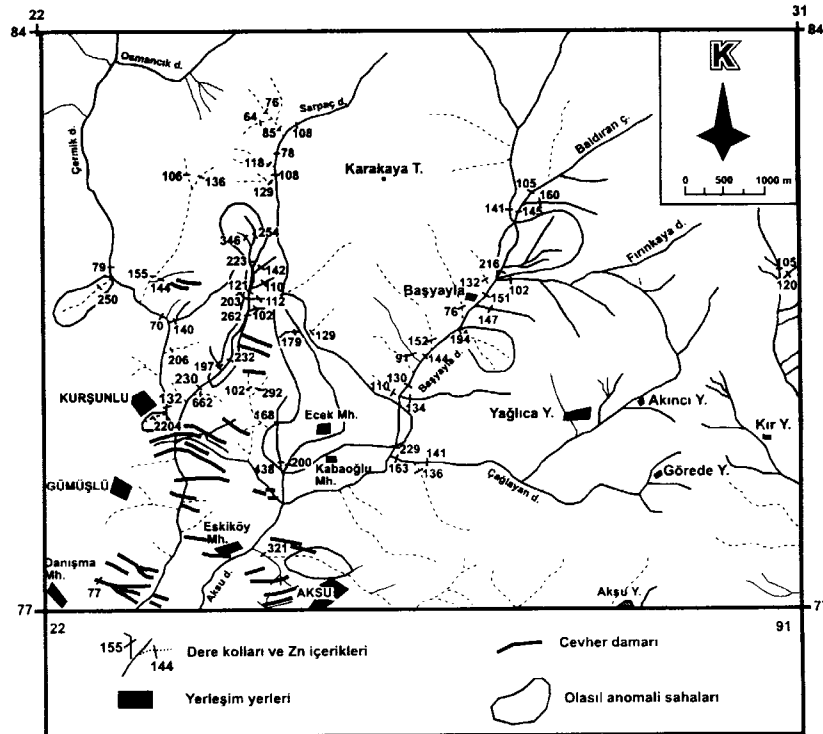 22
31
84
84
Osmancık d.
Sarpaç d.
76
64
85
108
K
Çermik d.
78
118
108
Karakaya T.
Baldıran ç.
0 500 1000 m
106
136
129
105
160
141
145
346
254
Fırınkaya d.
223
142
216
79
155
144
110
132
102
105
250
121
Başyayla
120
203
112
151
262
102
76
147
70
140
129
194
179
152
206
91
144
Başyayla d.
197
232
230
130
KURŞUNLU
102
292
110
132
662
134
Yağlıca Y.
Akıncı Y.
2204
168
Ecek Mh.
Kır Y.
229
438
200
Kabaoğlu
Mh.
163
141
136
Görede Y.
GÜMÜŞLÜ
Çağlayan d.
Eskiköy
Mh.
321
Danışma
Mh.
77
Aksu d.
AKSU
Akşu Y.
77
77
22
91
155
144
Dere kolları ve Zn içerikleri
Cevher damarı
Yerleşim yerleri
Olasıl anomali sahaları